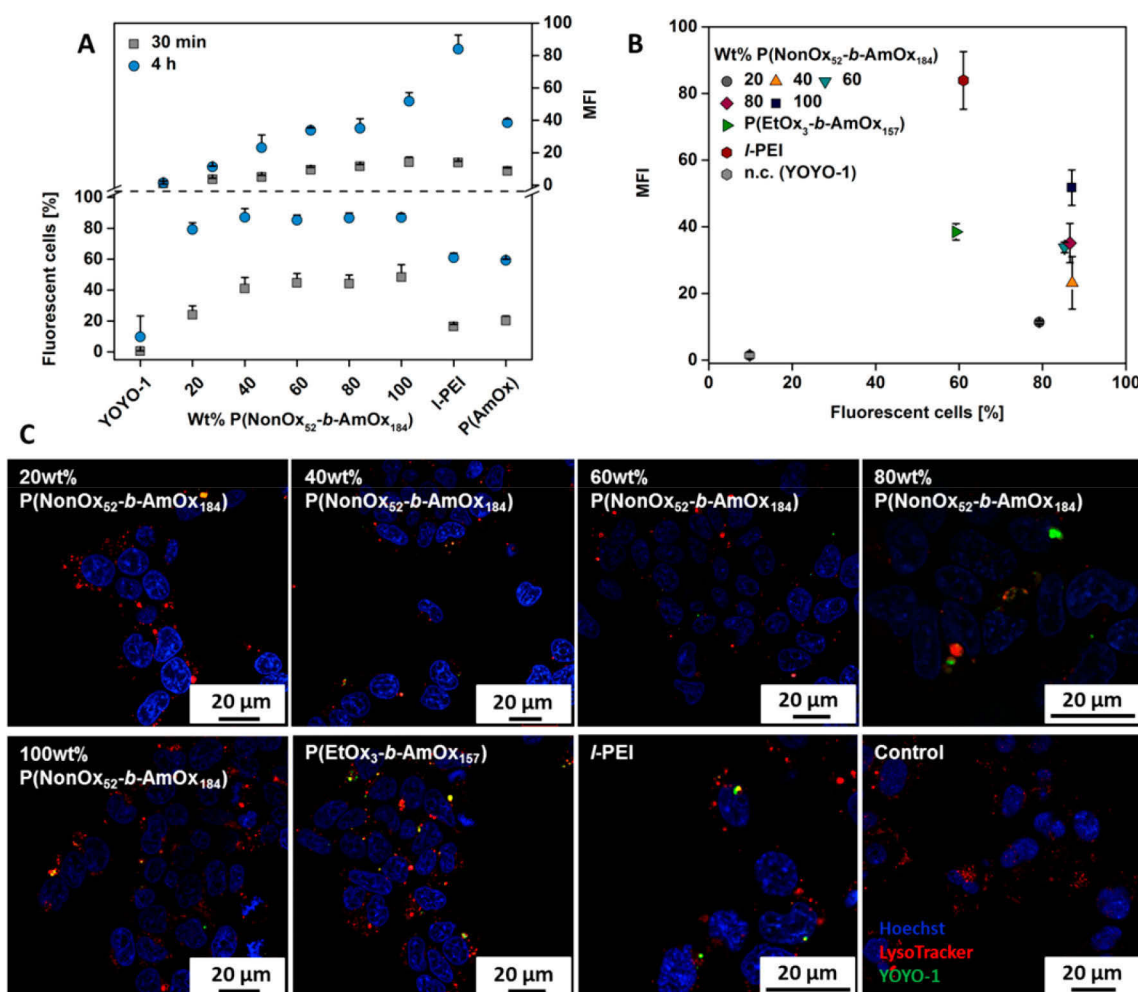 A
30 min
4 h
100
80
60
40
20
0
MFI
Fluorescent cells [%]
100
80
60
40
20
0
YOYO-1
20
40
60
80
100
l-PEI
P(AmOx)
Wt% P(NonOx52-b-AmOx184)
B
Wt% P(NonOx52-b-AmOx184)
20 40 60
80 100
P(EtOx3-b-AmOx157)
l-PEI
n.c. (YOYO-1)
MFI
100
80
60
40
20
0
0 20 40 60 80 100
Fluorescent cells [%]
C
20wt%
P(NonOx52-b-AmOx184)
20 µm
40wt%
P(NonOx52-b-AmOx184)
20 µm
60wt%
P(NonOx52-b-AmOx184)
20 µm
80wt%
P(NonOx52-b-AmOx184)
20 µm
100wt%
P(NonOx52-b-AmOx184)
20 µm
P(EtOx3-b-AmOx157)
20 µm
l-PEI
20 µm
Control
Hoechst
LysoTracker
YOYO-1
20 µm